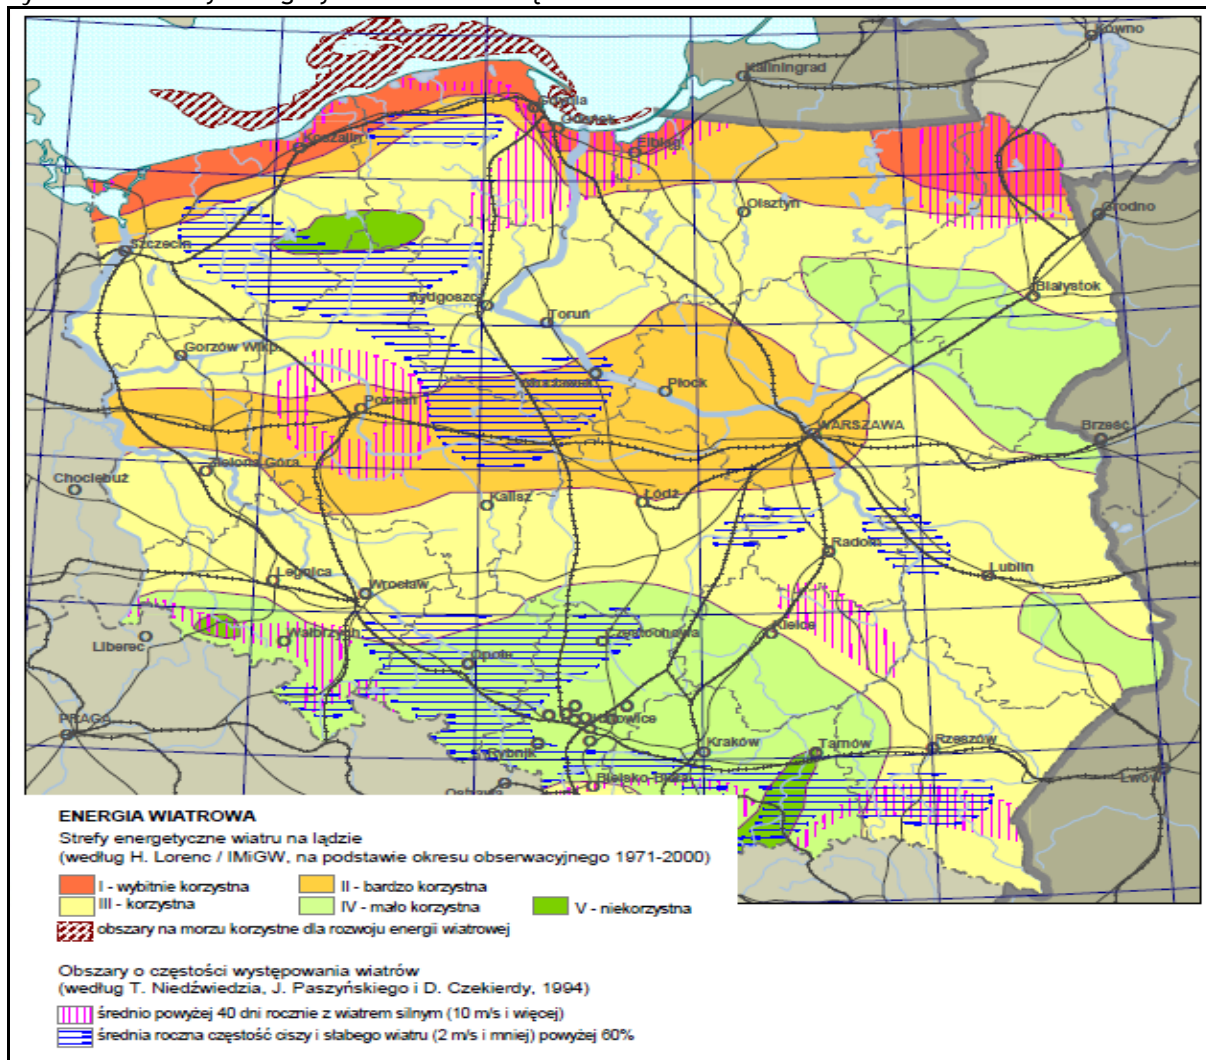 Kowno
Kaliningrad
Gdynia
Gdańsk
Koszalin
Elbląg
Olsztyn
Grodno
Szczecin
Białystok
Bydgoszcz
Toruń
Gorzów Wlkp.
Płock
Poznań
WARSZAWA
Brześć
Zielona Góra
Chociebuż
Kalisz
Łódź
Radom
Lublin
Legnica
Wrocław
Wałbrzych
Liberec
Częstochowa
Kielce
Opole
PRAGA
Katowice
Kraków
Tarnów
Rzeszów
Rybnik
Lwów
Bielsko-Biała
Ostrawa
ENERGIA WIATROWA
Strefy energetyczne wiatru na lądzie
(według H. Lorenc / IMiGW, na podstawie okresu obserwacyjnego 1971-2000)
I - wybitnie korzystna
II - bardzo korzystna
III - korzystna
IV - mało korzystna
V - niekorzystna
obszary na morzu korzystne dla rozwoju energii wiatrowej
Obszary o częstości występowania wiatrów
(według T. Niedźwiedzia, J. Paszyńskiego i D. Czekierdy, 1994)
średnio powyżej 40 dni rocznie z wiatrem silnym (10 m/s i więcej)
średnia roczna częstość ciszy i słabego wiatru (2 m/s i mniej) powyżej 60%